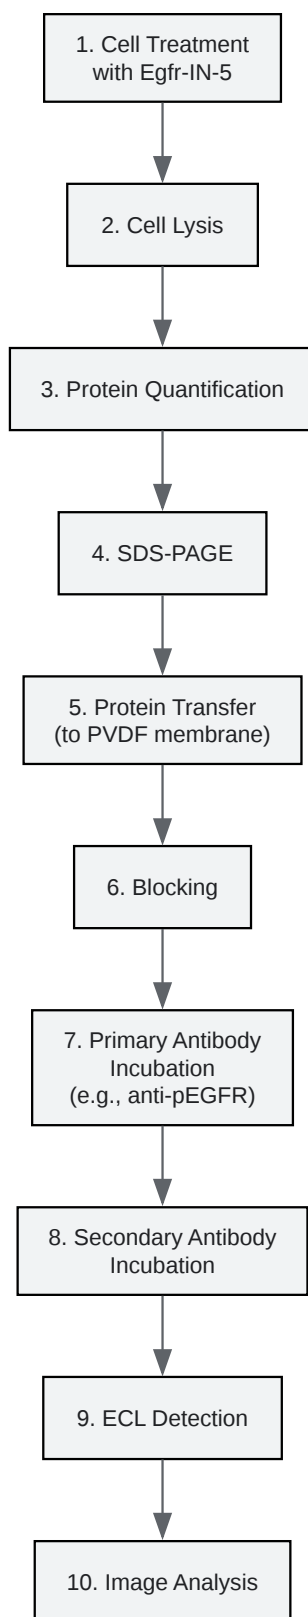 1. Cell Treatment
with Egfr-IN-5
2. Cell Lysis
3. Protein Quantification
4. SDS-PAGE
5. Protein Transfer
(to PVDF membrane)
6. Blocking
7. Primary Antibody
Incubation
(e.g., anti-pEGFR)
8. Secondary Antibody
Incubation
9. ECL Detection
10. Image Analysis